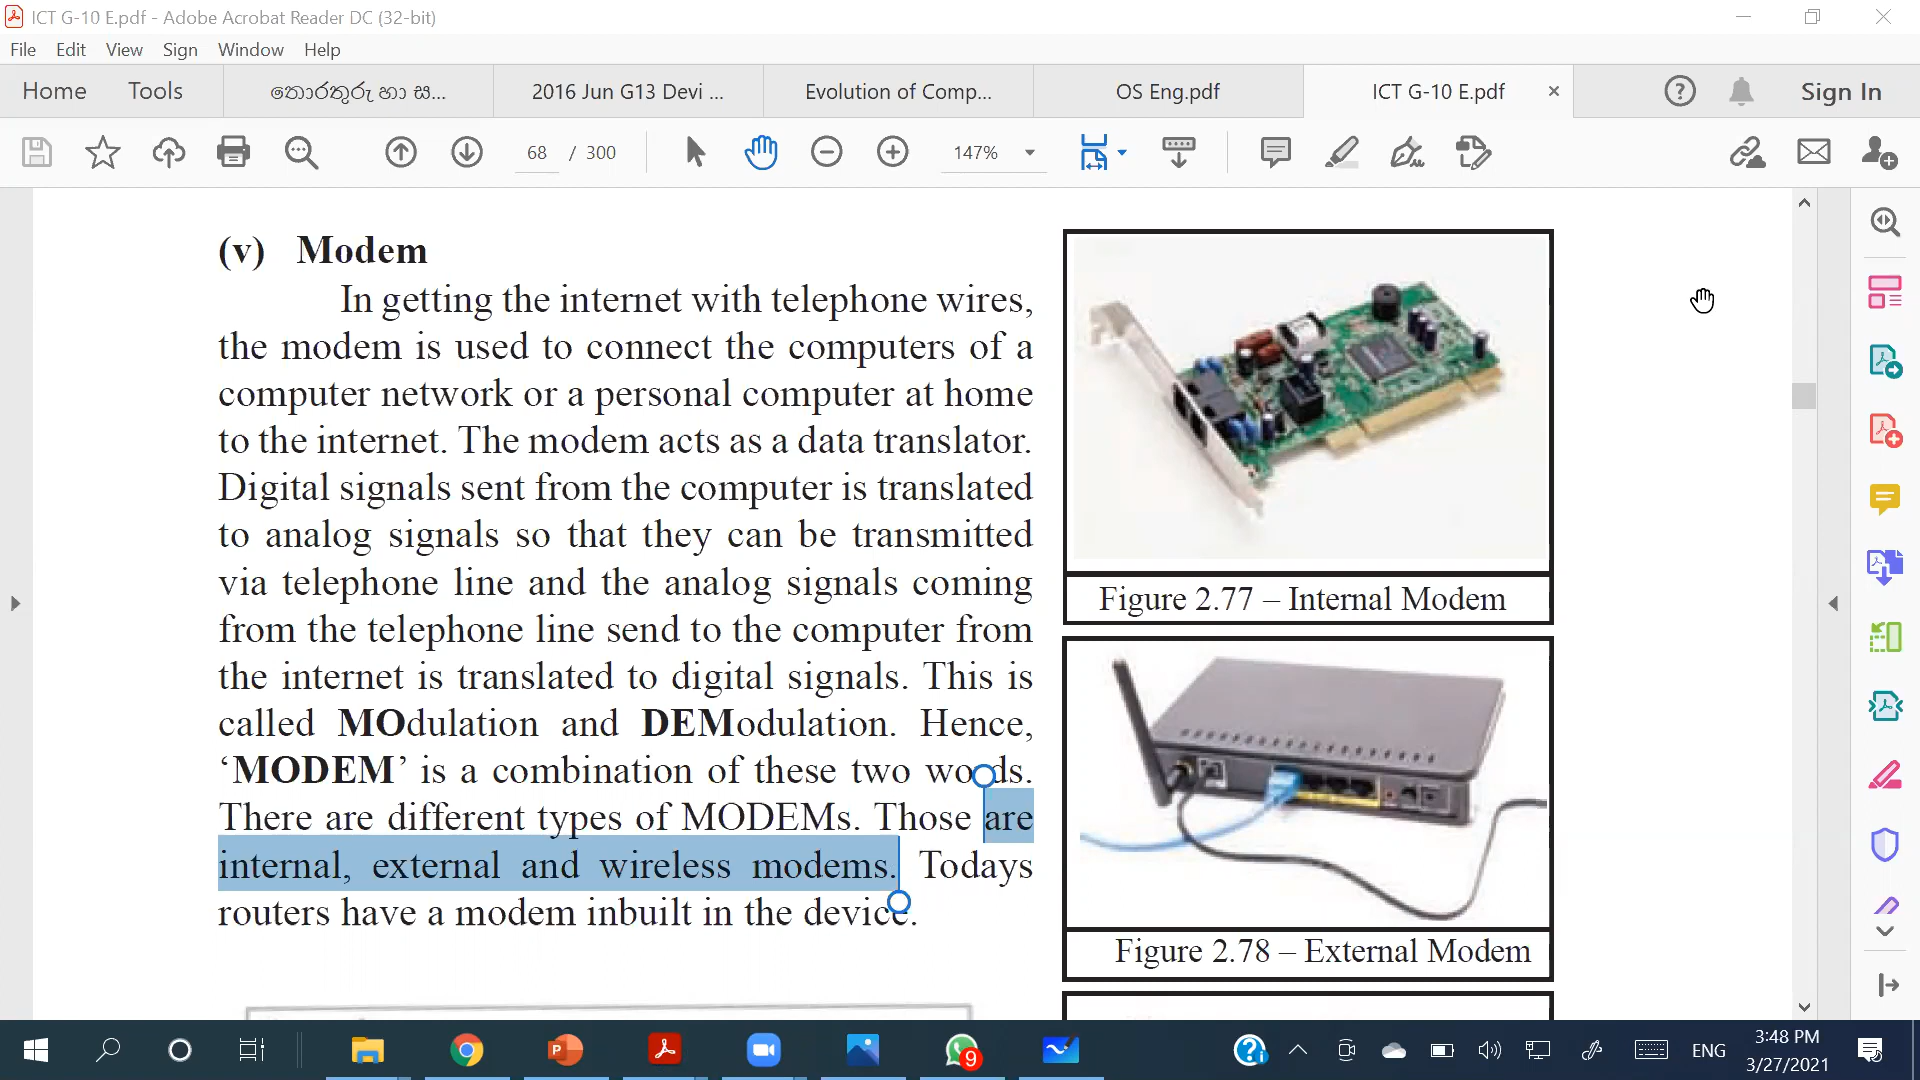 ICT G-10 E.pdf - Adobe Acrobat Reader DC (32-bit)
File Edit View Sign Window Help
Home Tools තොරතුරු හා ස... 2016 Jun G13 Devi ... Evolution of Comp... OS Eng.pdf ICT G-10 E.pdf × Sign In
68 / 300 147%
(v) Modem
In getting the internet with telephone wires,
the modem is used to connect the computers of a
computer network or a personal computer at home
to the internet. The modem acts as a data translator.
Digital signals sent from the computer is translated
to analog signals so that they can be transmitted
via telephone line and the analog signals coming
from the telephone line send to the computer from
the internet is translated to digital signals. This is
called MOdulation and DEModulation. Hence,
‘MODEM’ is a combination of these two words.
There are different types of MODEMs. Those are
internal, external and wireless modems. Todays
routers have a modem inbuilt in the device.
Figure 2.77 – Internal Modem
Figure 2.78 – External Modem
9
ENG
3:48 PM
3/27/2021